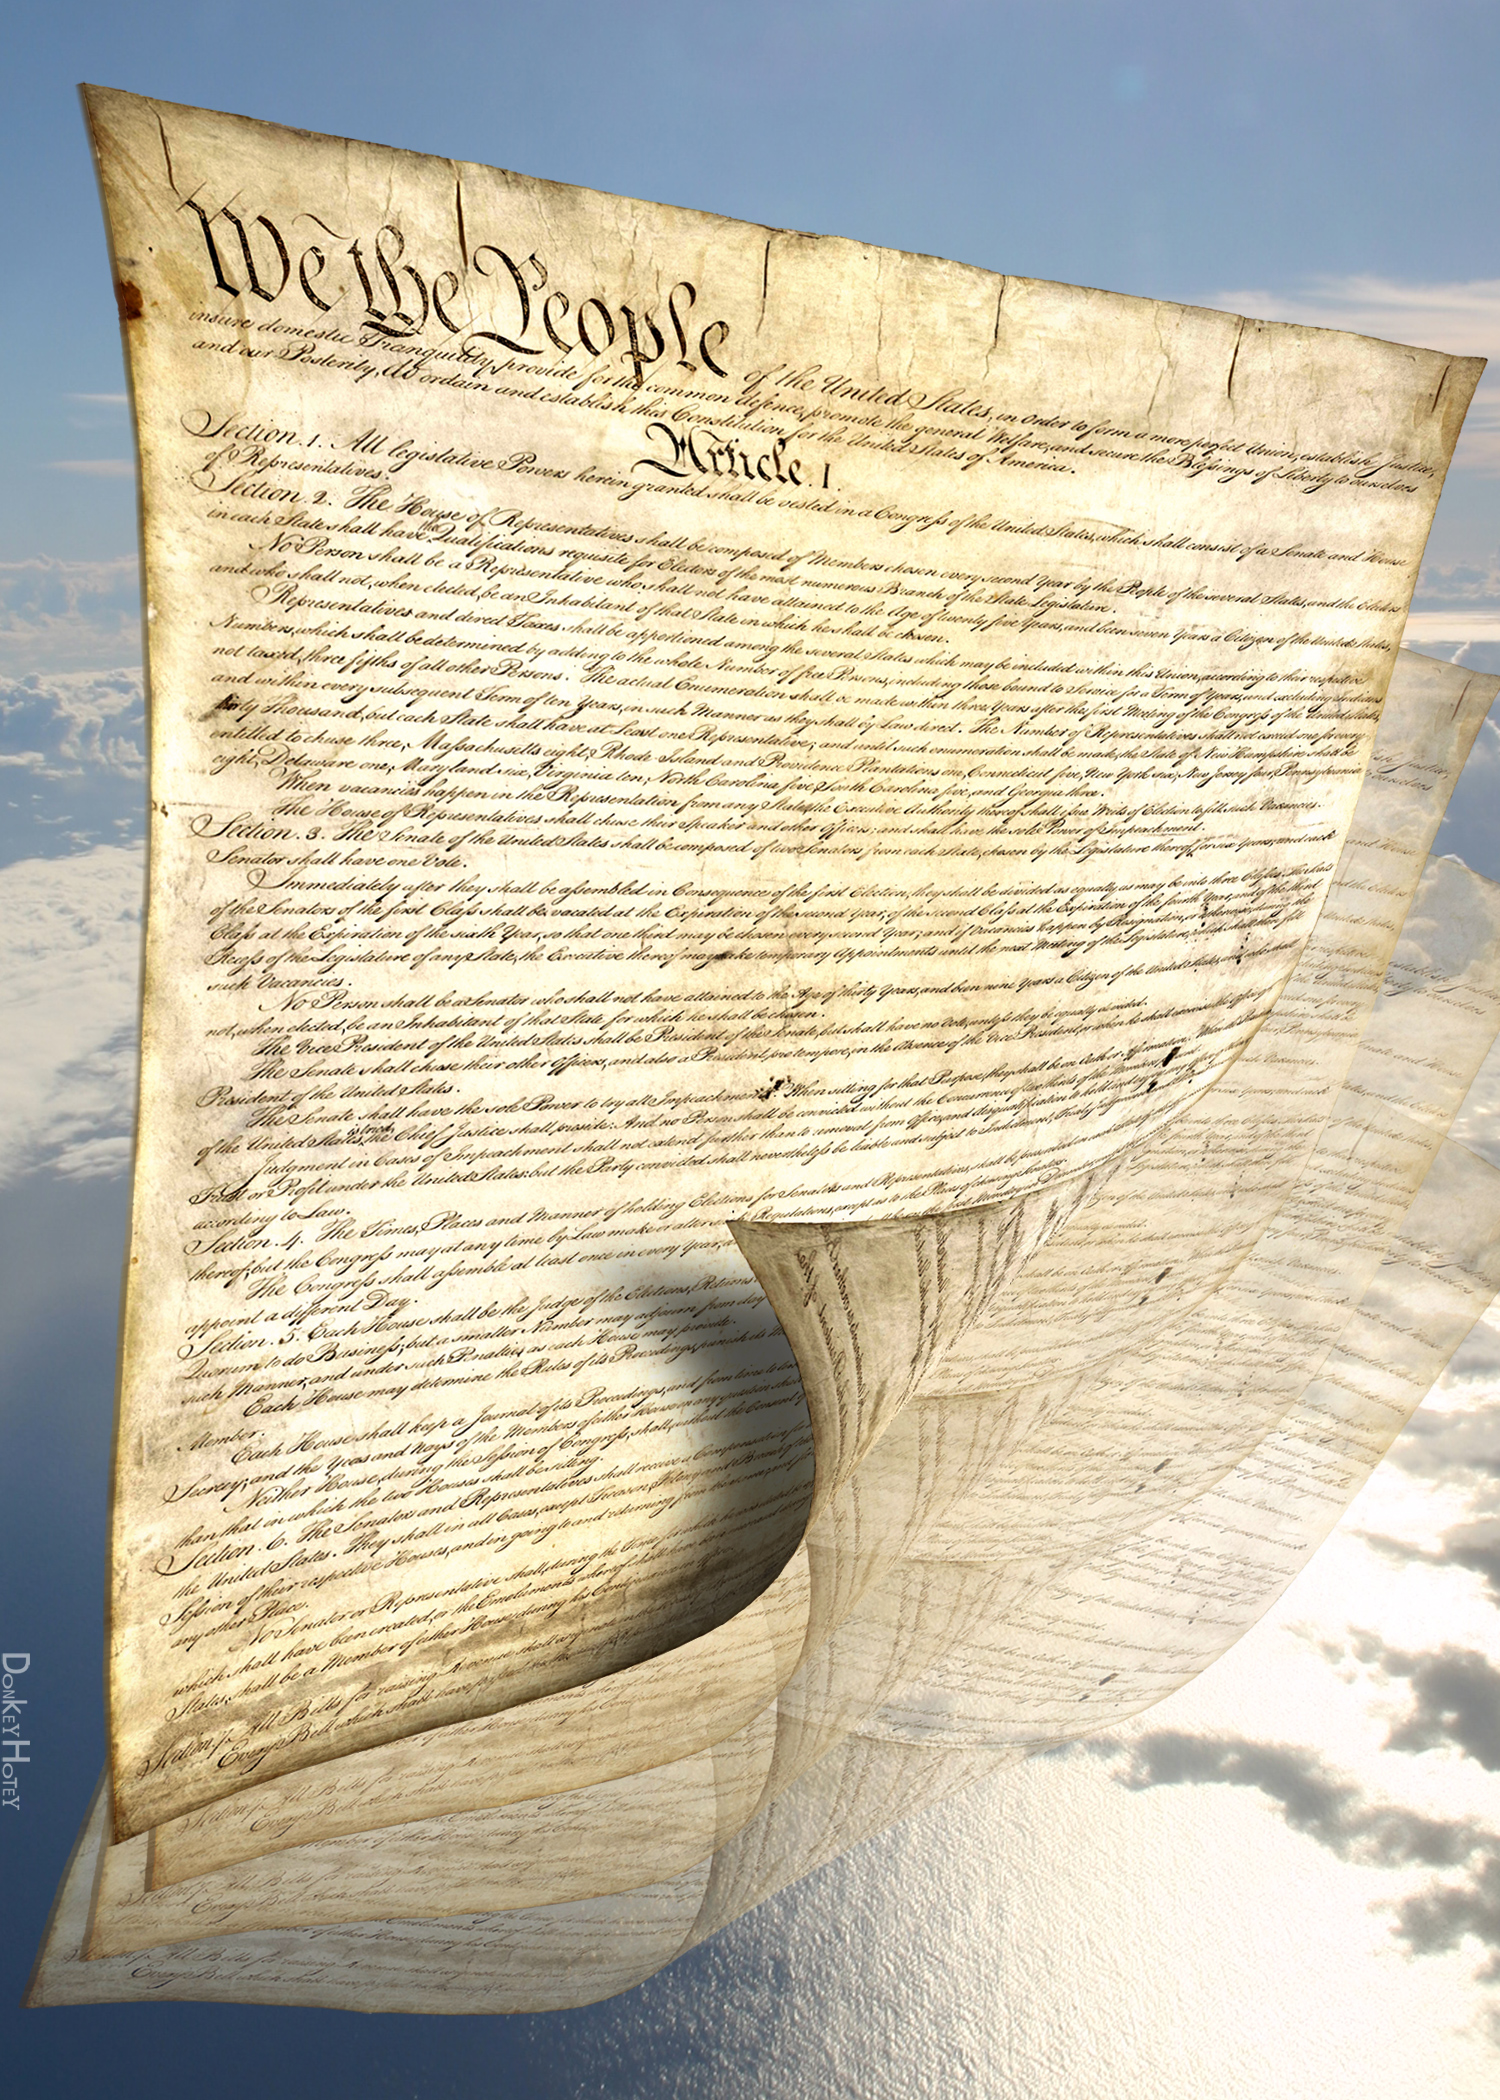 We the People of the United States, in Order to form a more perfect Union, establish Justice,
insure domestic Tranquility, provide for the common defence, promote the general Welfare, and secure the Blessings of Liberty to ourselves
and our Posterity, do ordain and establish this Constitution for the United States of America.
Article. I.
Section. 1. All legislative Powers herein granted shall be vested in a Congress of the United States, which shall consist of a Senate and House
of Representatives.
Section. 2. The House of Representatives shall be composed of Members chosen every second Year by the People of the several States, and the Electors
in each State shall have the Qualifications requisite for Electors of the most numerous Branch of the State Legislature.
No Person shall be a Representative who shall not have attained to the Age of twenty five Years, and been seven Years a Citizen of the United States,
and who shall not, when elected, be an Inhabitant of that State in which he shall be chosen.
Representatives and direct Taxes shall be apportioned among the several States which may be included within this Union, according to their respective
Numbers, which shall be determined by adding to the whole Number of free Persons, including those bound to Service for a Term of Years, and excluding Indians
not taxed, three fifths of all other Persons. The actual Enumeration shall be made within three Years after the first Meeting of the Congress of the United States,
and within every subsequent Term of ten Years, in such Manner as they shall by Law direct. The Number of Representatives shall not exceed one for every
thirty Thousand, but each State shall have at Least one Representative; and until such enumeration shall be made, the State of New Hampshire shall be
entitled to chuse three, Massachusetts eight, Rhode Island and Providence Plantations one, Connecticut five, New York six, New Jersey four, Pennsylvania
eight, Delaware one, Maryland six, Virginia ten, North Carolina five, South Carolina five, and Georgia three.
When vacancies happen in the Representation from any State, the Executive Authority thereof shall issue Writs of Election to fill such Vacancies.
The House of Representatives shall chuse their Speaker and other Officers; and shall have the sole Power of Impeachment.
Section. 3. The Senate of the United States shall be composed of two Senators from each State, chosen by the Legislature thereof, for six Years; and each
Senator shall have one Vote.
Immediately after they shall be assembled in Consequence of the first Election, they shall be divided as equally as may be into three Classes. The Seats
of the Senators of the first Class shall be vacated at the Expiration of the second Year, of the second Class at the Expiration of the fourth Year, and of the third
Class at the Expiration of the sixth Year, so that one third may be chosen every second Year; and if Vacancies happen by Resignation, or otherwise, during the
Recess of the Legislature of any State, the Executive thereof may make temporary Appointments until the next Meeting of the Legislature, which shall then fill
such Vacancies.
No Person shall be a Senator who shall not have attained to the Age of thirty Years, and been nine Years a Citizen of the United States, and who shall
not, when elected, be an Inhabitant of that State for which he shall be chosen.
The Vice President of the United States shall be President of the Senate, but shall have no Vote, unless they be equally divided.
The Senate shall chuse their other Officers, and also a President pro tempore, in the Absence of the Vice President, or when he shall exercise the Office of
President of the United States.
The Senate shall have the sole Power to try all Impeachments. When sitting for that Purpose, they shall be on Oath or Affirmation. When the President
of the United States is tried, the Chief Justice shall preside: And no Person shall be convicted without the Concurrence of two thirds of the Members present.
Judgment in Cases of Impeachment shall not extend further than to removal from Office, and disqualification to hold and enjoy any
Trust or Profit under the United States: but the Party convicted shall nevertheless be liable and subject to Indictment, Trial, Judgment
according to Law.
Section. 4. The Times, Places and Manner of holding Elections for Senators and Representatives, shall be prescribed in each State
thereof; but the Congress may at any time by Law make or alter such Regulations, except as to the Places of chusing Senators.
The Congress shall assemble at least once in every Year,
appoint a different Day.
Section. 5. Each House shall be the Judge of the Elections, Returns
Quorum to do Business; but a smaller Number may adjourn from day
such Manner, and under such Penalties as each House may provide.
Each House may determine the Rules of its Proceedings, punish its
Member.
Each House shall keep a Journal of its Proceedings, and from time to time
Secrecy; and the Yeas and Nays of the Members of either House on any question shall
Neither House, during the Session of Congress, shall, without the Consent of
than that in which the two Houses shall be sitting.
Section. 6. The Senators and Representatives shall receive a Compensation for
the United States. They shall in all Cases, except Treason, Felony and Breach of the
Session of their respective Houses, and in going to and returning from the same;
any other Place.
No Senator or Representative shall, during the Time for which he was elected
which shall have been created, or the Emoluments whereof shall have been
States, shall be a Member of either House during his Continuance in Office.
Section. 7. All Bills for raising Revenue shall
Every Bill which shall have
DonkeyHotey